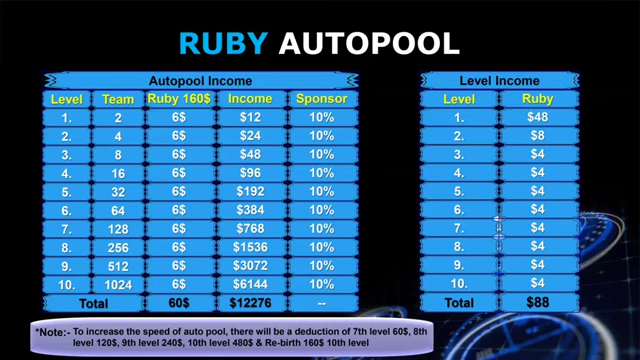 RUBY AUTOPOOL
Autopool Income
Level Team Ruby 160$ Income Sponsor
1. 2 6$ $12 10%
2. 4 6$ $24 10%
3. 8 6$ $48 10%
4. 16 6$ $96 10%
5. 32 6$ $192 10%
6. 64 6$ $384 10%
7. 128 6$ $768 10%
8. 256 6$ $1536 10%
9. 512 6$ $3072 10%
10. 1024 6$ $6144 10%
Total 60$ $12276 --
Level Income
Level Ruby
1. $48
2. $8
3. $4
4. $4
5. $4
6. $4
7. $4
8. $4
9. $4
10. $4
Total $88
*Note:- To increase the speed of auto pool, there will be a deduction of 7th level 60$, 8th
level 120$, 9th level 240$, 10th level 480$ & Re-birth 160$ 10th level